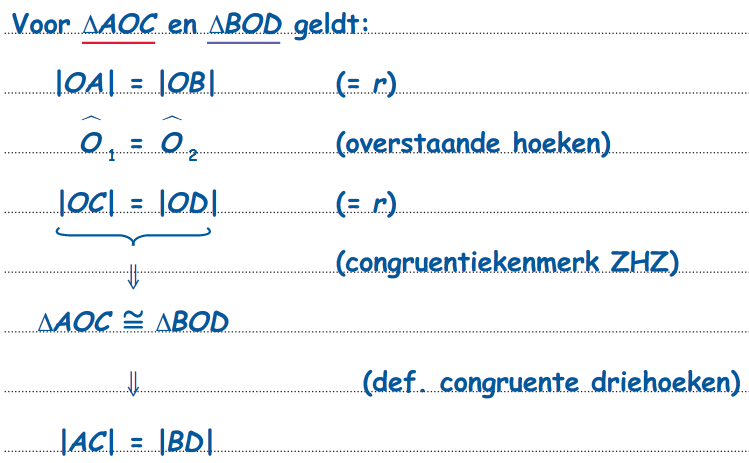 Voor ΔAOC en ΔBOD geldt:
|OA| = |OB| (= r)
Ô₁ = Ô₂ (overstaande hoeken)
|OC| = |OD| (= r)
⇓ (congruentiekenmerk ZHZ)
ΔAOC ≅ ΔBOD
⇓ (def. congruente driehoeken)
|AC| = |BD|